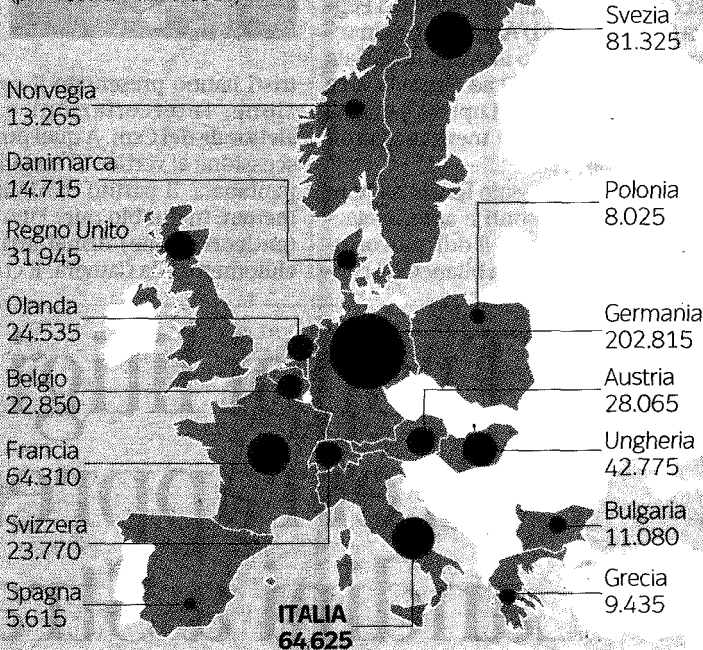 Svezia
81.325
Norvegia
13.265
Danimarca
14.715
Polonia
8.025
Regno Unito
31.945
Olanda
24.535
Germania
202.815
Belgio
22.850
Austria
28.065
Francia
64.310
Ungheria
42.775
Svizzera
23.770
Bulgaria
11.080
Spagna
5.615
Grecia
9.435
ITALIA
64.625